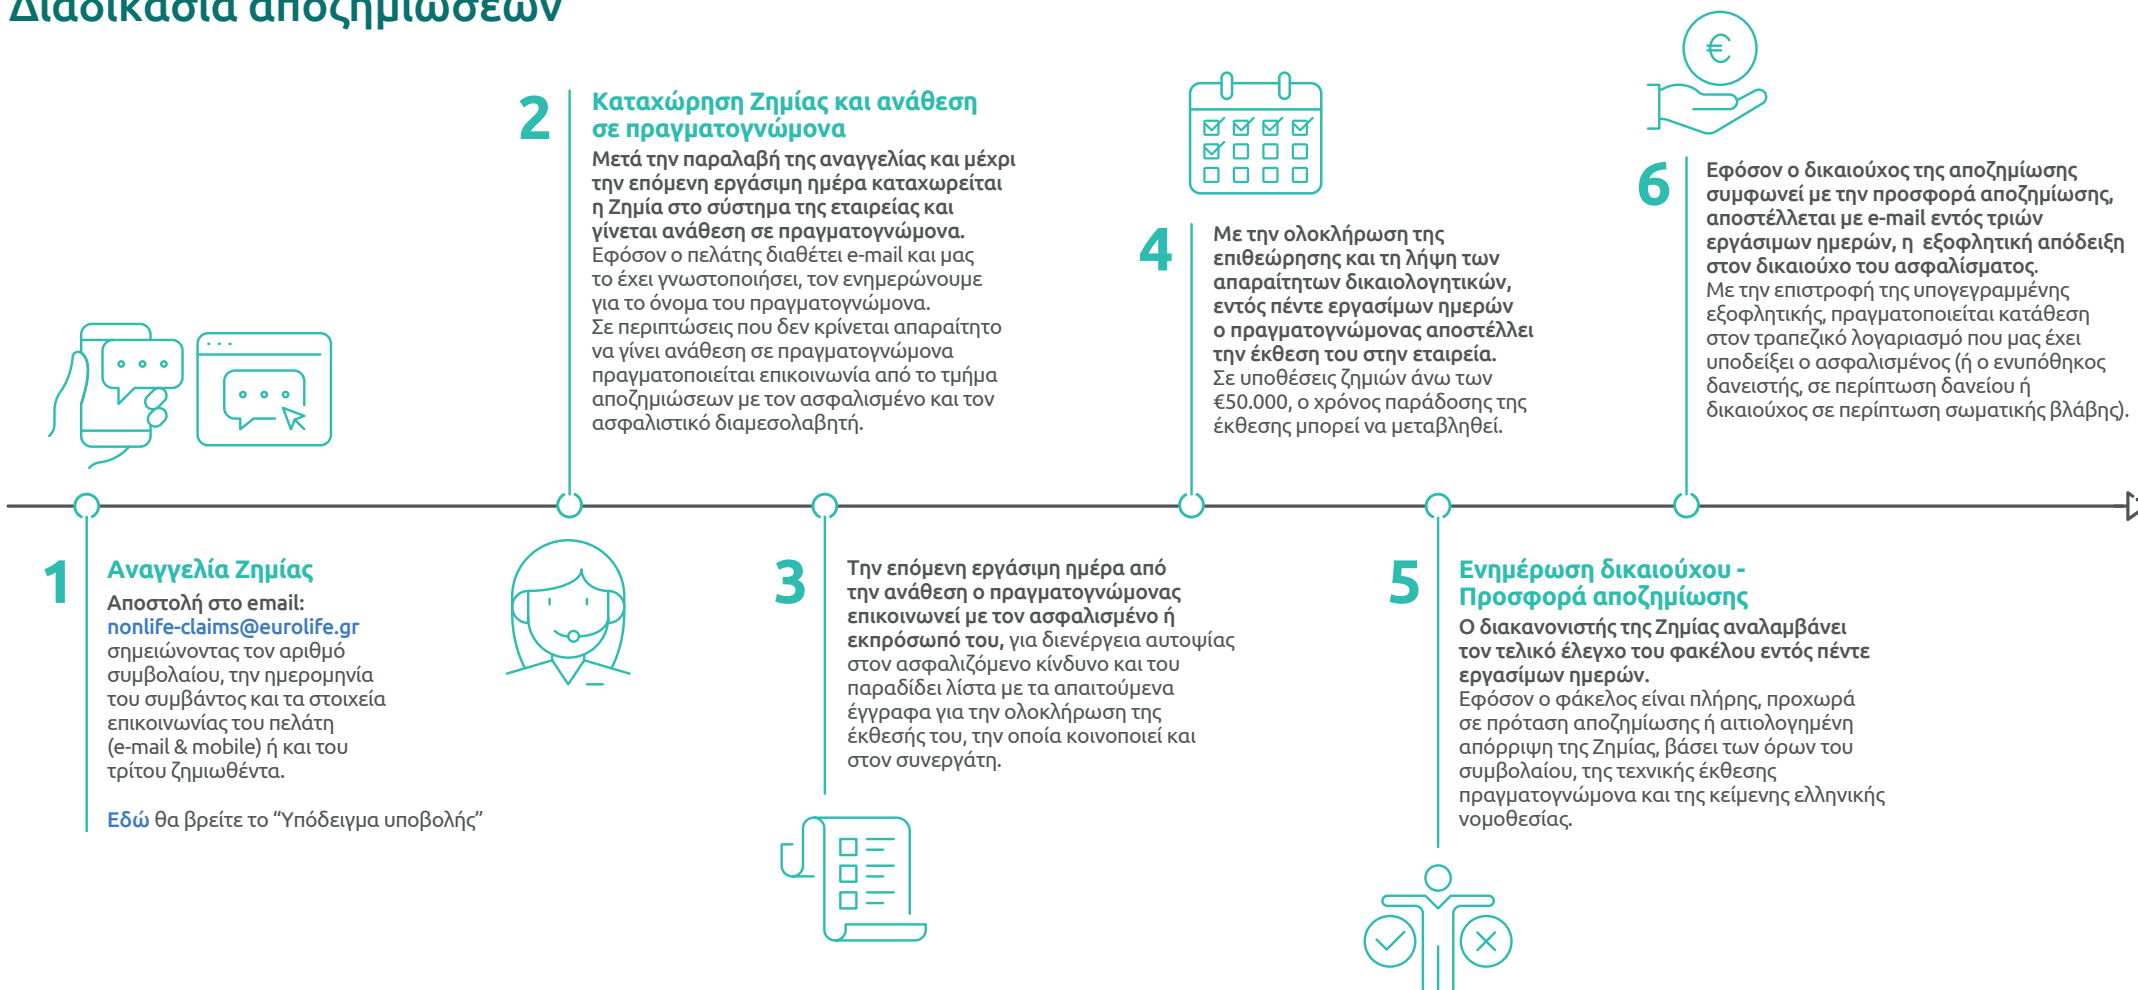 Διαδικασία αποζημιώσεων
1
Αναγγελία Ζημίας
Αποστολή στο email:
nonlife-claims@eurolife.gr
σημειώνοντας τον αριθμό
συμβολαίου, την ημερομηνία
του συμβάντος και τα στοιχεία
επικοινωνίας του πελάτη
(e-mail & mobile) ή και του
τρίτου ζημιωθέντα.
Εδώ θα βρείτε το “Υπόδειγμα υποβολής”
2
Καταχώρηση Ζημίας και ανάθεση
σε πραγματογνώμονα
Μετά την παραλαβή της αναγγελίας και μέχρι
την επόμενη εργάσιμη ημέρα καταχωρείται
η Ζημία στο σύστημα της εταιρείας και
γίνεται ανάθεση σε πραγματογνώμονα.
Εφόσον ο πελάτης διαθέτει e-mail και μας
το έχει γνωστοποιήσει, τον ενημερώνουμε
για το όνομα του πραγματογνώμονα.
Σε περιπτώσεις που δεν κρίνεται απαραίτητο
να γίνει ανάθεση σε πραγματογνώμονα
πραγματοποιείται επικοινωνία από το τμήμα
αποζημιώσεων με τον ασφαλισμένο και τον
ασφαλιστικό διαμεσολαβητή.
3
Την επόμενη εργάσιμη ημέρα από
την ανάθεση ο πραγματογνώμονας
επικοινωνεί με τον ασφαλισμένο ή
εκπρόσωπό του, για διενέργεια αυτοψίας
στον ασφαλιζόμενο κίνδυνο και του
παραδίδει λίστα με τα απαιτούμενα
έγγραφα για την ολοκλήρωση της
έκθεσής του, την οποία κοινοποιεί και
στον συνεργάτη.
4
Με την ολοκλήρωση της
επιθεώρησης και τη λήψη των
απαραίτητων δικαιολογητικών,
εντός πέντε εργασίμων ημερών
ο πραγματογνώμονας αποστέλλει
την έκθεση του στην εταιρεία.
Σε υποθέσεις ζημιών άνω των
€50.000, ο χρόνος παράδοσης της
έκθεσης μπορεί να μεταβληθεί.
5
Ενημέρωση δικαιούχου -
Προσφορά αποζημίωσης
Ο διακανονιστής της Ζημίας αναλαμβάνει
τον τελικό έλεγχο του φακέλου εντός πέντε
εργασίμων ημερών.
Εφόσον ο φάκελος είναι πλήρης, προχωρά
σε πρόταση αποζημίωσης ή αιτιολογημένη
απόρριψη της Ζημίας, βάσει των όρων του
συμβολαίου, της τεχνικής έκθεσης
πραγματογνώμονα και της κείμενης ελληνικής
νομοθεσίας.
€
6
Εφόσον ο δικαιούχος της αποζημίωσης
συμφωνεί με την προσφορά αποζημίωσης,
αποστέλλεται με e-mail εντός τριών
εργάσιμων ημερών, η εξοφλητική απόδειξη
στον δικαιούχο του ασφαλίσματος.
Με την επιστροφή της υπογεγραμμένης
εξοφλητικής, πραγματοποιείται κατάθεση
στον τραπεζικό λογαριασμό που μας έχει
υποδείξει ο ασφαλισμένος (ή ο ενυπόθηκος
δανειστής, σε περίπτωση δανείου ή
δικαιούχος σε περίπτωση σωματικής βλάβης).